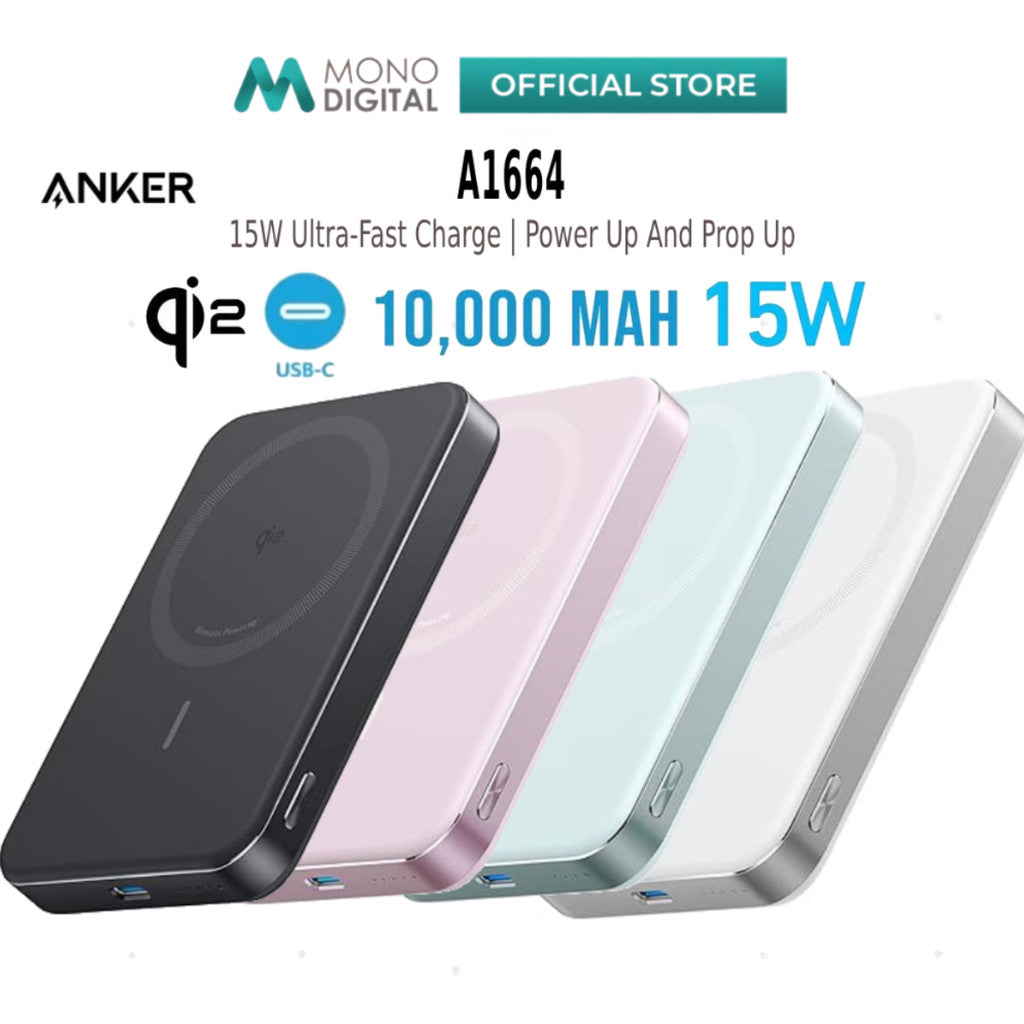 MONO
DIGITAL
OFFICIAL STORE
ANKER
A1664
15W Ultra-Fast Charge | Power Up And Prop Up
qi2
USB-C
10,000 MAH 15W
qi2